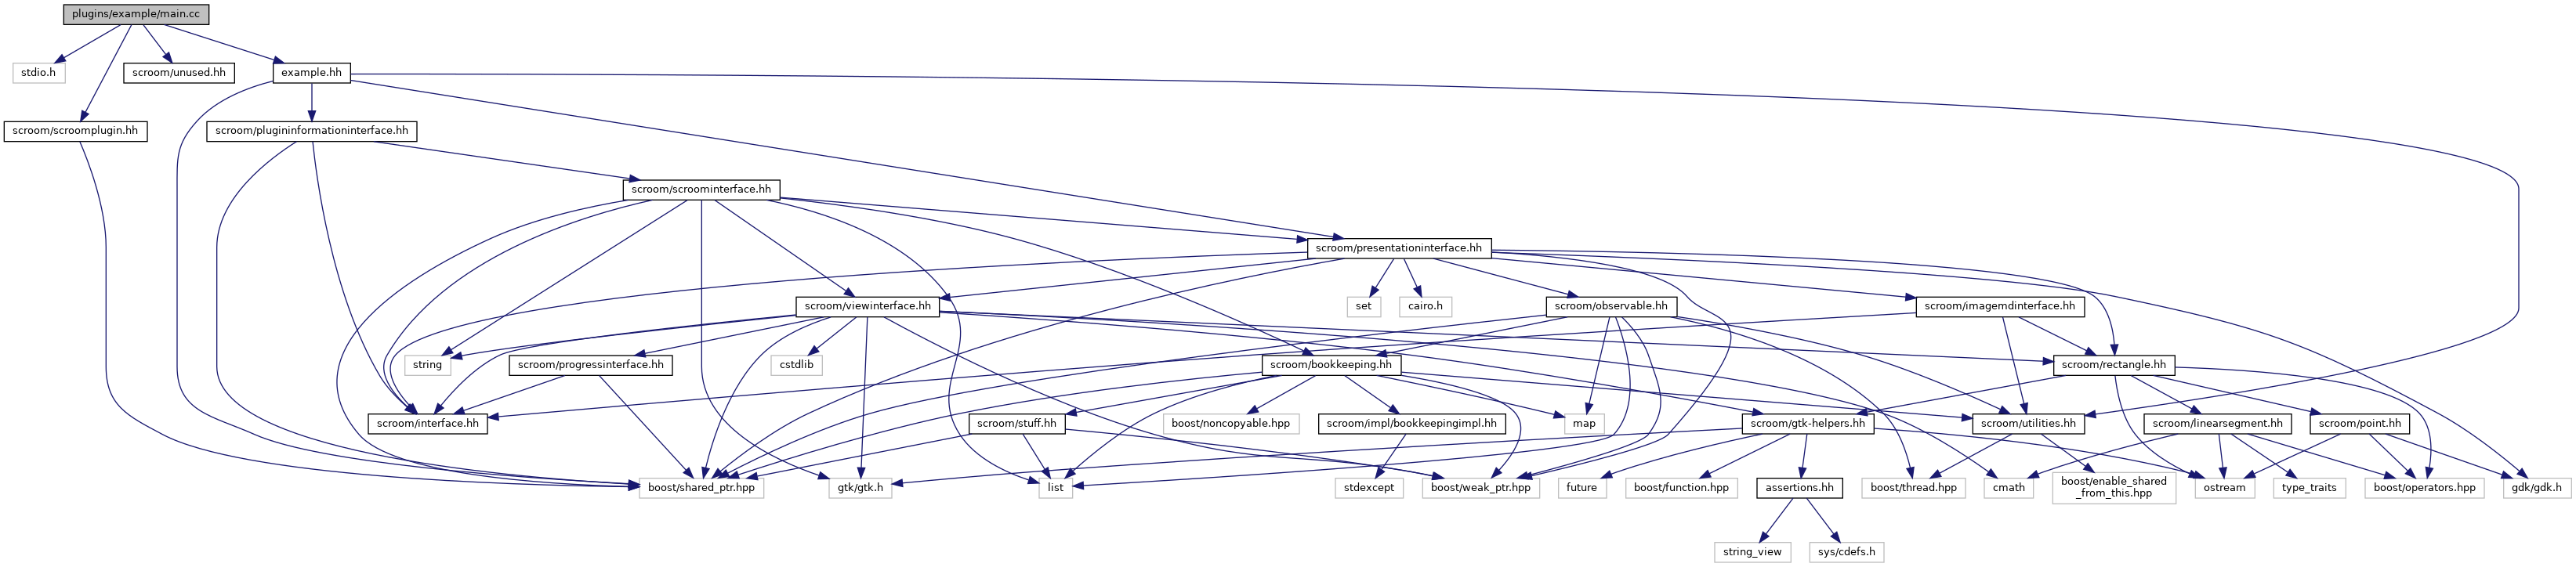 plugins/example/main.cc
stdio.h
scroom/unused.hh
example.hh
scroom/scroomplugin.hh
scroom/plugininformationinterface.hh
scroom/scroominterface.hh
scroom/presentationinterface.hh
scroom/viewinterface.hh
set
cairo.h
scroom/observable.hh
scroom/imagemdinterface.hh
string
scroom/progressinterface.hh
cstdlib
scroom/bookkeeping.hh
scroom/rectangle.hh
scroom/interface.hh
scroom/stuff.hh
boost/noncopyable.hpp
scroom/impl/bookkeepingimpl.hh
map
scroom/gtk-helpers.hh
scroom/utilities.hh
scroom/linearsegment.hh
scroom/point.hh
boost/shared_ptr.hpp
gtk/gtk.h
list
stdexcept
boost/weak_ptr.hpp
future
boost/function.hpp
assertions.hh
boost/thread.hpp
cmath
boost/enable_shared
_from_this.hpp
ostream
type_traits
boost/operators.hpp
gdk/gdk.h
string_view
sys/cdefs.h